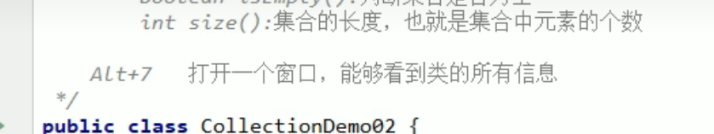 int size():集合的长度，也就是集合中元素的个数
Alt+7 打开一个窗口，能够看到类的所有信息
*/
public class CollectionDemo02 {